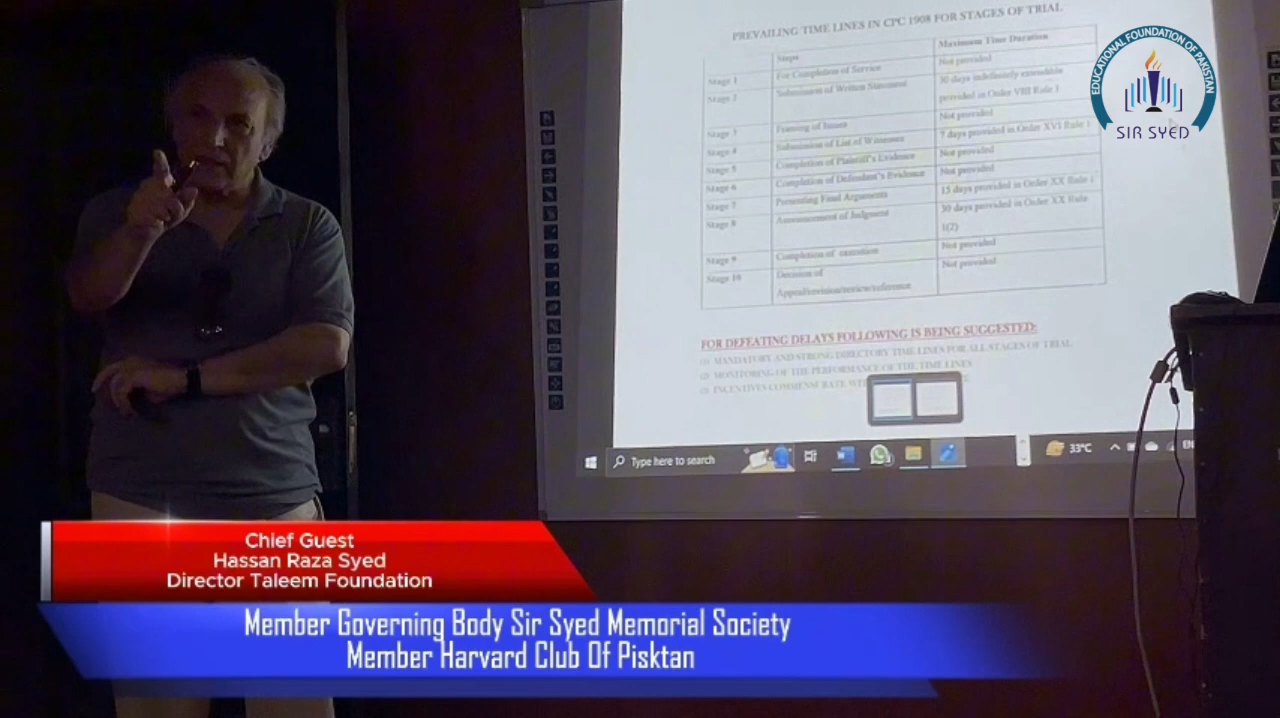 PREVAILING TIME LINES IN CPC 1908 FOR STAGES OF TRIAL
Steps
Maximum Time Duration
Stage 1
For Completion of Service
Not provided
Stage 2
Submission of Written Statement
30 days indefinitely extendable
provided in Order VIII Rule 1
Stage 3
Framing of Issues
Not provided
Stage 4
Submission of List of Witnesses
7 days provided in Order XVI Rule 1
Stage 5
Completion of Plaintiff's Evidence
Not provided
Stage 6
Completion of Defendant's Evidence
Not provided
Stage 7
Presenting Final Arguments
15 days provided in Order XX Rule
Stage 8
Announcement of Judgment
30 days provided in Order XX Rule
1(2)
Stage 9
Completion of execution
Not provided
Stage 10
Decision of
Appeal/revision/review/reference
Not provided
FOR DEFEATING DELAYS FOLLOWING IS BEING SUGGESTED:
(1) MANDATORY AND STRONG DIRECTORY TIME LINES FOR ALL STAGES OF TRIAL
(2) MONITORING OF THE PERFORMANCE OF THE TIME LINES
(3) INCENTIVES COMMENSURATE
Type here to search
33°C
EN
EDUCATIONAL FOUNDATION OF PAKISTAN
SIR SYED
Chief Guest
Hassan Raza Syed
Director Taleem Foundation
Member Governing Body Sir Syed Memorial Society
Member Harvard Club Of Pisktan